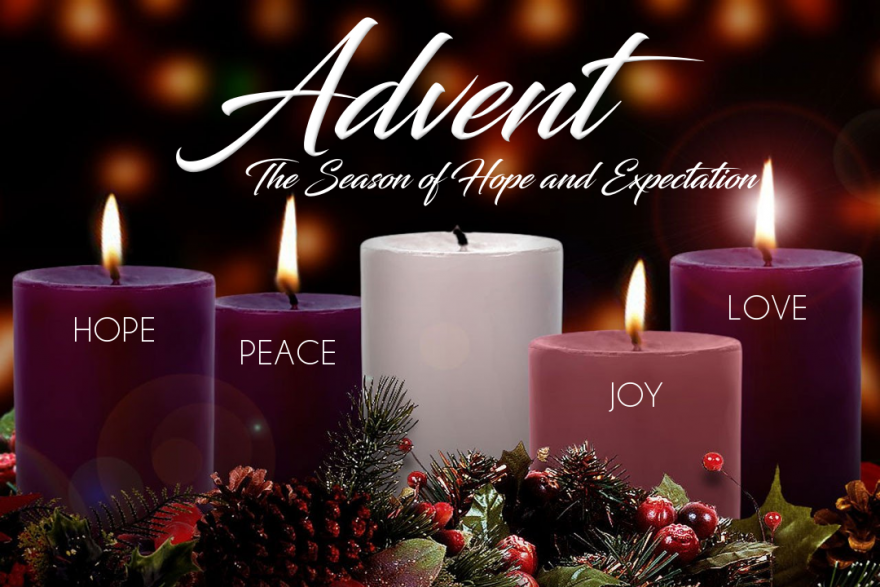 Advent
The Season of Hope and Expectation
HOPE
PEACE
JOY
LOVE